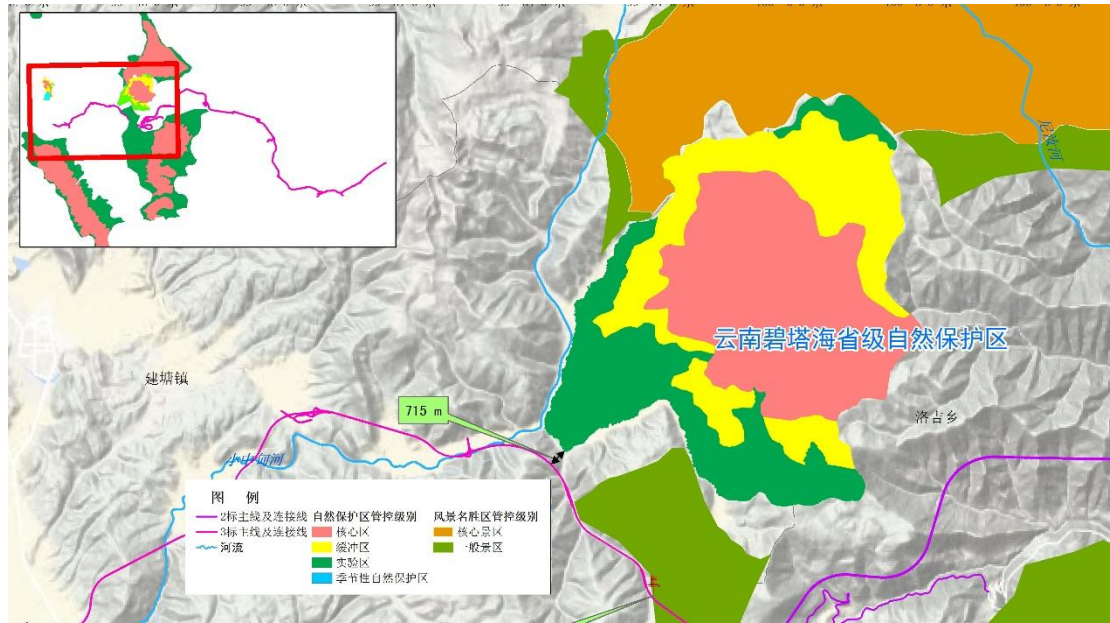 尼汝河
云南碧塔海省级自然保护区
建塘镇
洛吉乡
715 m
小中甸河
图 例
2标主线及连接线
3标主线及连接线
河流
自然保护区管控级别
核心区
缓冲区
实验区
季节性自然保护区
风景名胜区管控级别
核心景区
一般景区